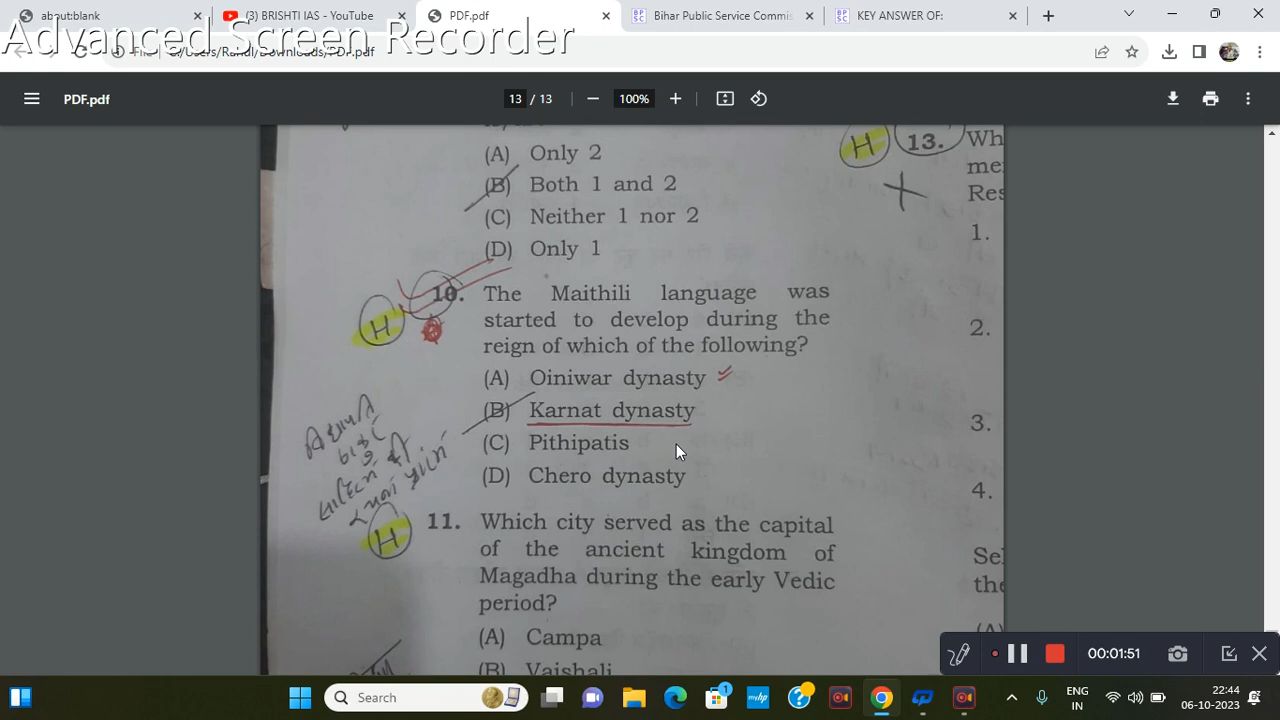 aboutblank
(3) BRISHTI IAS - YouTube
PDF.pdf
Bihar Public Service Commis
KEY ANSWER OF:
Advanced Screen Recorder
PDF.pdf
13 / 13
100%
(A) Only 2
(B) Both 1 and 2
(C) Neither 1 nor 2
(D) Only 1
H
10. The Maithili language was
started to develop during the
reign of which of the following?
(A) Oiniwar dynasty
(B) Karnat dynasty
(C) Pithipatis
(D) Chero dynasty
H
11. Which city served as the capital
of the ancient kingdom of
Magadha during the early Vedic
period?
(A) Campa
(B) Vaishali
H
13. Wh
me
Res
1.
2.
3.
4.
Sel
the
(A)
00:01:51
Search
1
ENG
IN
22:44
06-10-2023